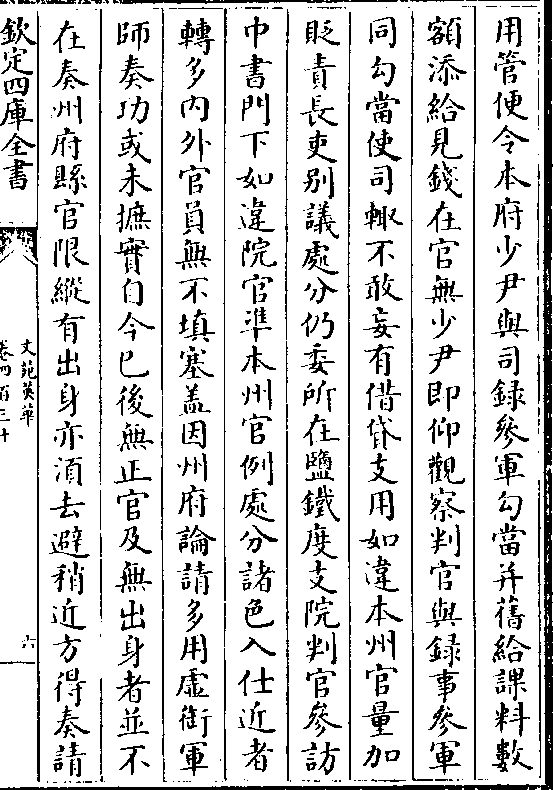 用管使令本府少尹與司録參軍勾當并舊給課料數
額添給見錢在官無少尹即仰觀察判官與録事參軍
同勾當使司輙不敢妄有借貸支用如違本州官量加
貶責長吏别議處分仍委所在鹽鐵度支院判官參訪
巾書門下如違院官準本州官例處分諸色入仕近者
轉多内外官員無不填塞盖因州府論請多用虛銜軍
師奏功或未摭實自今已後無正官及無出身者並不
在奏州府縣官限縱有出身亦湏去避稍近方得奏請
欽定四庫全書
文苑英華
卷四百三十
六